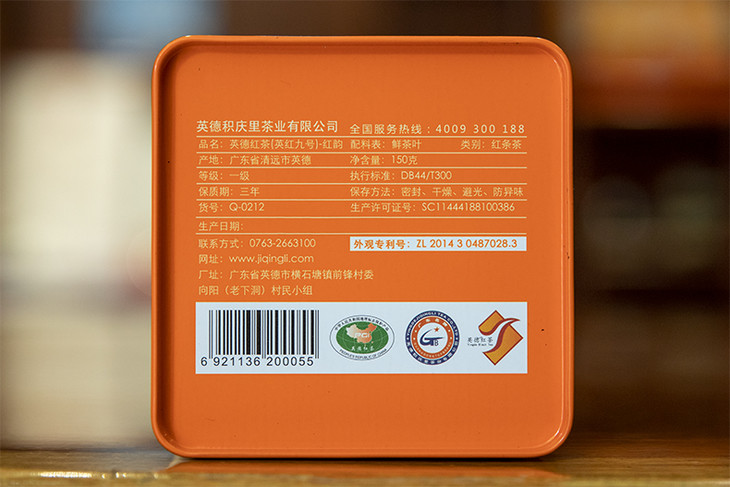 英德积庆里茶业有限公司 全国服务热线：4009 300 188
品名：英德红茶(英红九号)-红韵 配料表：鲜茶叶 类别：红条茶
产地：广东省清远市英德 净含量：150克
等级：一级 执行标准：DB44/T300
保质期：三年 保存方法：密封、干燥、避光、防异味
货号：Q-0212 生产许可证号：SC11444188100386
生产日期：
联系方式：0763-2663100 外观专利号：ZL 2014 3 0487028.3
网址：www.jiqingli.com
厂址：广东省英德市横石塘镇前锋村委
向阳（老下洞）村民小组
6 921136 200055
英德红茶
英德红茶